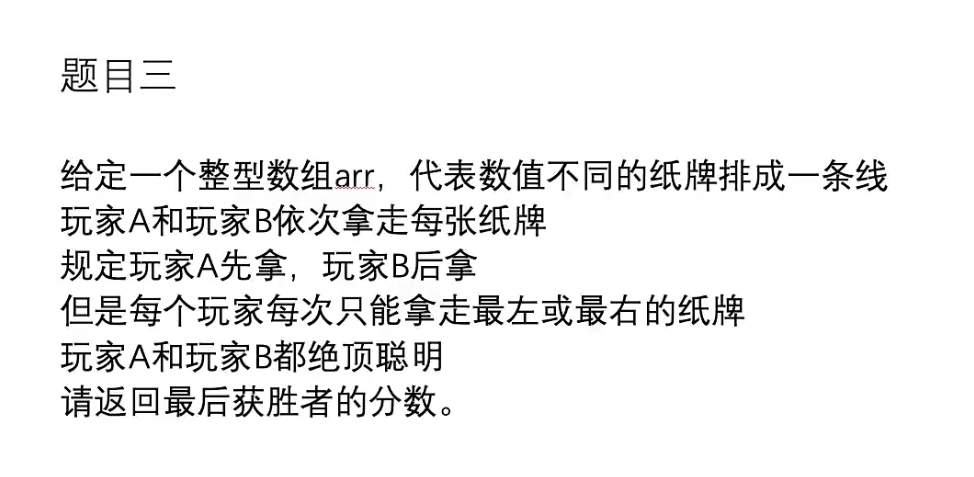 题目三
给定一个整型数组arr，代表数值不同的纸牌排成一条线
玩家A和玩家B依次拿走每张纸牌
规定玩家A先拿，玩家B后拿
但是每个玩家每次只能拿走最左或最右的纸牌
玩家A和玩家B都绝顶聪明
请返回最后获胜者的分数。